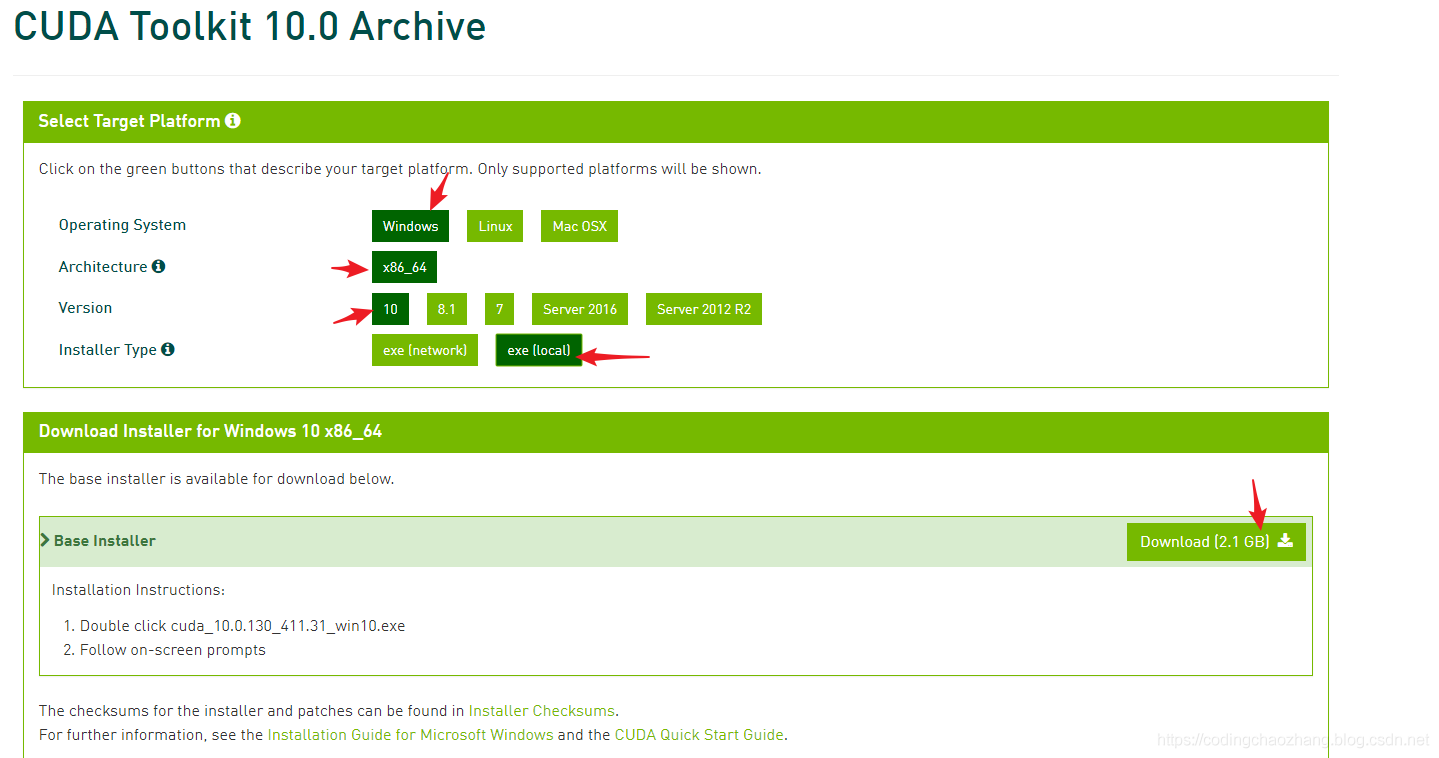 CUDA Toolkit 10.0 Archive
Select Target Platform
Click on the green buttons that describe your target platform. Only supported platforms will be shown.
Operating System Windows Linux Mac OSX
Architecture x86_64
Version 10 8.1 7 Server 2016 Server 2012 R2
Installer Type exe (network) exe (local)
Download Installer for Windows 10 x86_64
The base installer is available for download below.
Base Installer Download (2.1 GB)
Installation Instructions:
1. Double click cuda_10.0.130_411.31_win10.exe
2. Follow on-screen prompts
The checksums for the installer and patches can be found in Installer Checksums.
For further information, see the Installation Guide for Microsoft Windows and the CUDA Quick Start Guide.
https://codingchaozhang.blog.csdn.net